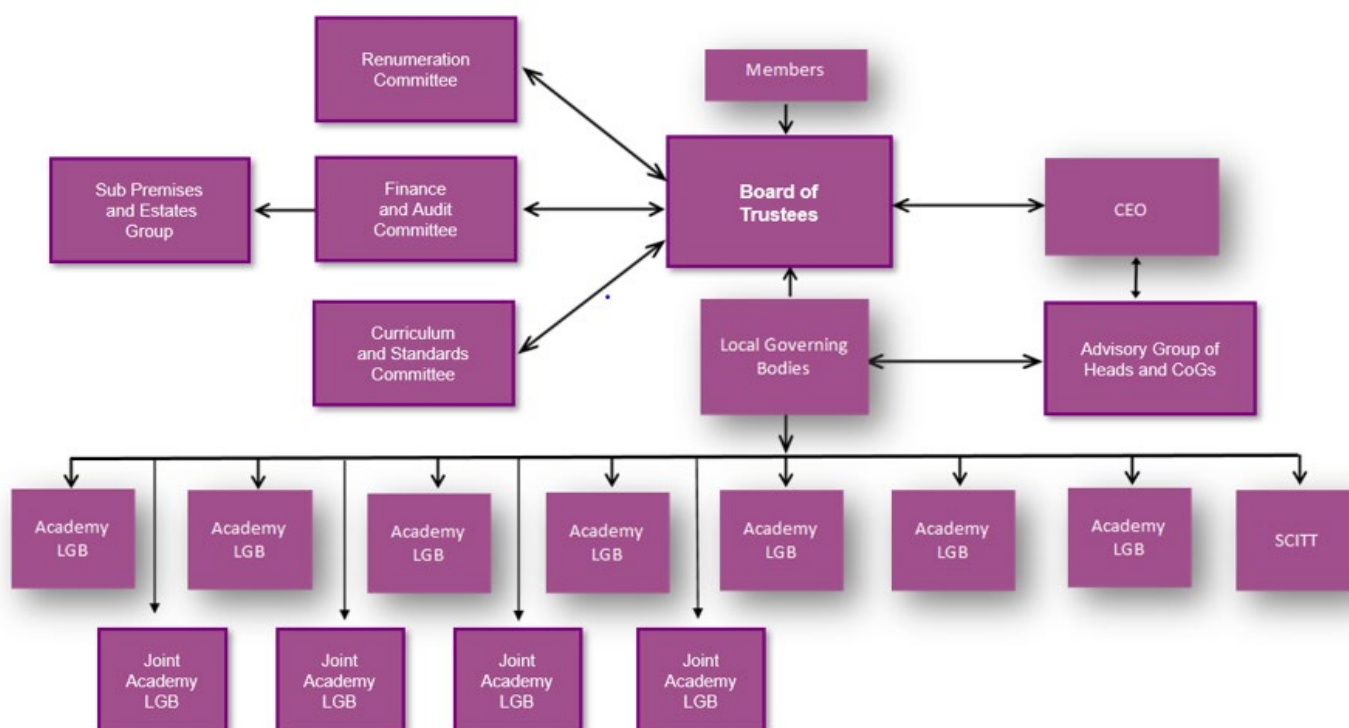 Renumeration
Committee
Members
Sub Premises
and Estates
Group
Finance
and Audit
Committee
Board of
Trustees
CEO
Curriculum
and Standards
Committee
Local Governing
Bodies
Advisory Group of
Heads and CoGs
Academy
LGB
Academy
LGB
Academy
LGB
Academy
LGB
Academy
LGB
Academy
LGB
Academy
LGB
SCITT
Joint
Academy
LGB
Joint
Academy
LGB
Joint
Academy
LGB
Joint
Academy
LGB